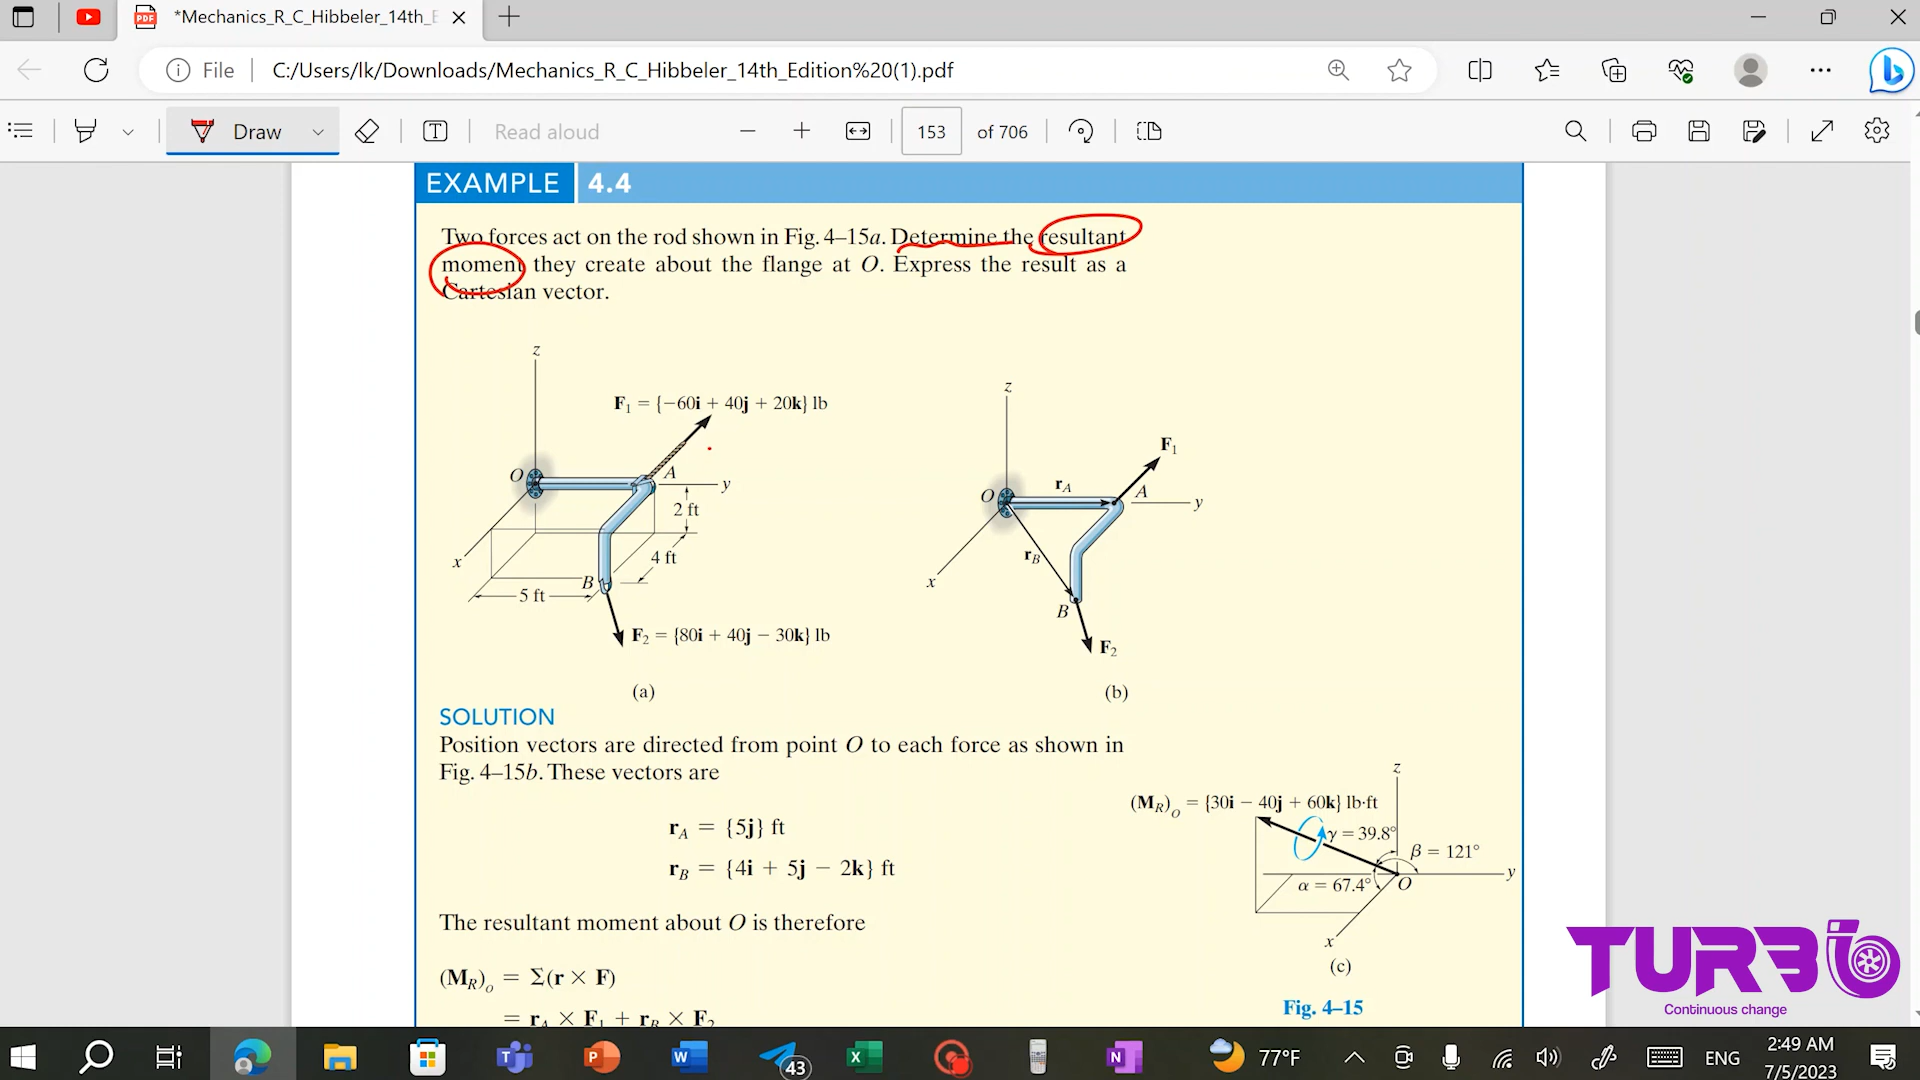 *Mechanics_R_C_Hibbeler_14th_E
File
C:/Users/lk/Downloads/Mechanics_R_C_Hibbeler_14th_Edition%20(1).pdf
Draw
Read aloud
153 of 706
EXAMPLE 4.4
Two forces act on the rod shown in Fig. 4–15a. Determine the resultant
moment they create about the flange at O. Express the result as a
Cartesian vector.
z
F₁ = {−60i + 40j + 20k} lb
O
A
y
2 ft
x
4 ft
B
5 ft
F₂ = {80i + 40j − 30k} lb
(a)
z
F₁
O
r_A
A
y
r_B
x
B
F₂
(b)
SOLUTION
Position vectors are directed from point O to each force as shown in
Fig. 4–15b. These vectors are
r_A = {5j} ft
r_B = {4i + 5j − 2k} ft
The resultant moment about O is therefore
(M_R)_O = Σ(r × F)
= r_A × F₁ + r_B × F₂
z
(M_R)_O = {30i − 40j + 60k} lb·ft
γ = 39.8°
β = 121°
y
α = 67.4°
O
x
(c)
Fig. 4–15
TURBO
Continuous change
43
77°F
ENG
2:49 AM
7/5/2023